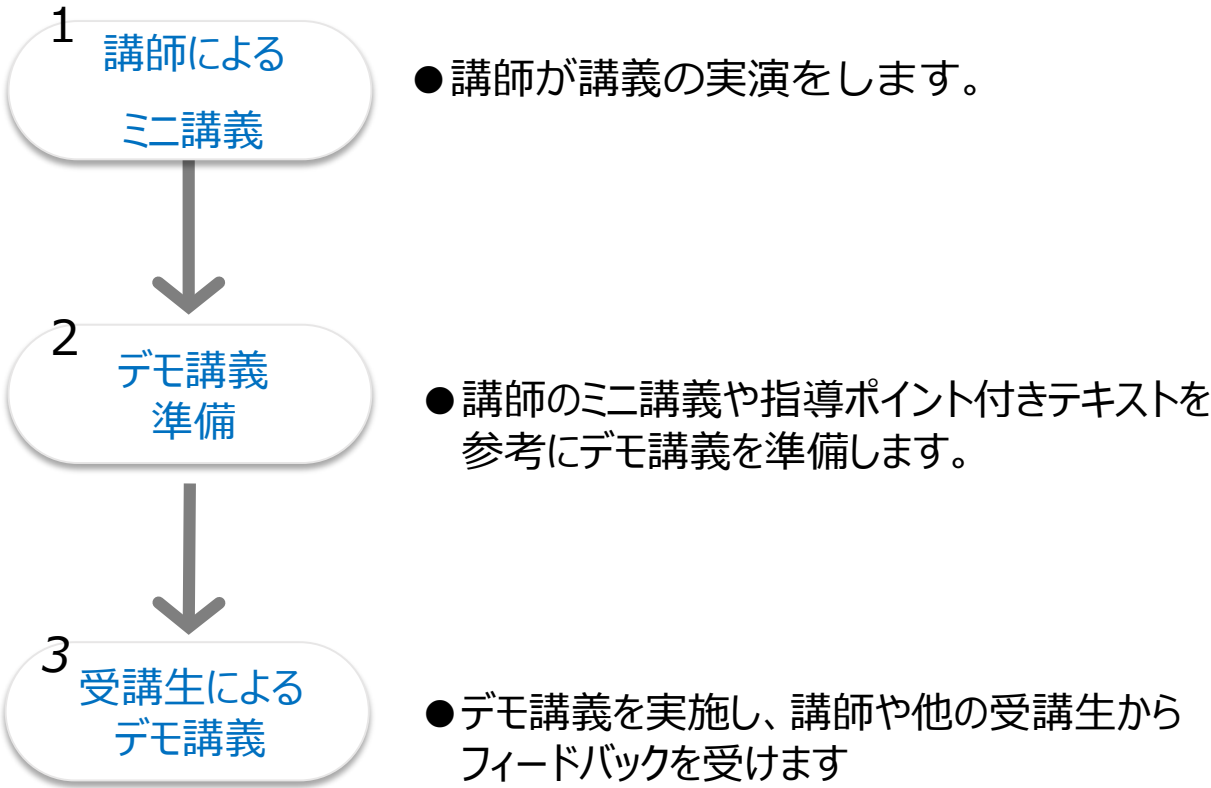 1
講師による
ミニ講義
●講師が講義の実演をします。
2
デモ講義
準備
●講師のミニ講義や指導ポイント付きテキストを
参考にデモ講義を準備します。
3
受講生による
デモ講義
●デモ講義を実施し、講師や他の受講生から
フィードバックを受けます